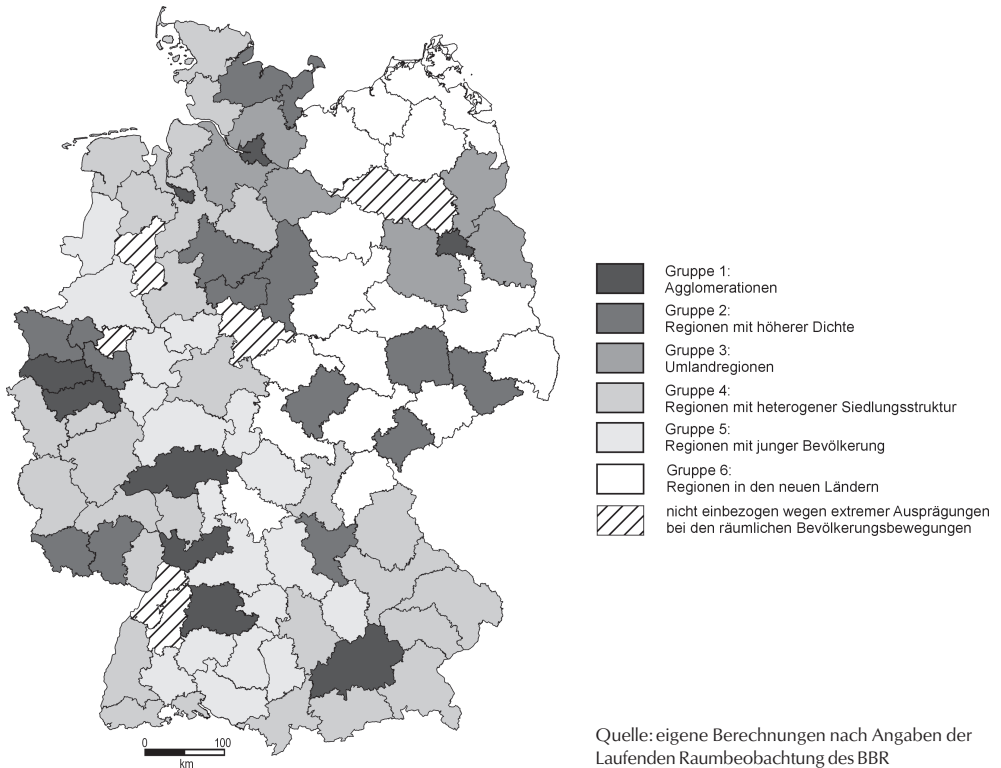 Gruppe 1:
Agglomerationen
Gruppe 2:
Regionen mit höherer Dichte
Gruppe 3:
Umlandregionen
Gruppe 4:
Regionen mit heterogener Siedlungsstruktur
Gruppe 5:
Regionen mit junger Bevölkerung
Gruppe 6:
Regionen in den neuen Ländern
nicht einbezogen wegen extremer Ausprägungen
bei den räumlichen Bevölkerungsbewegungen
0 100
km
Quelle: eigene Berechnungen nach Angaben der
Laufenden Raumbeobachtung des BBR